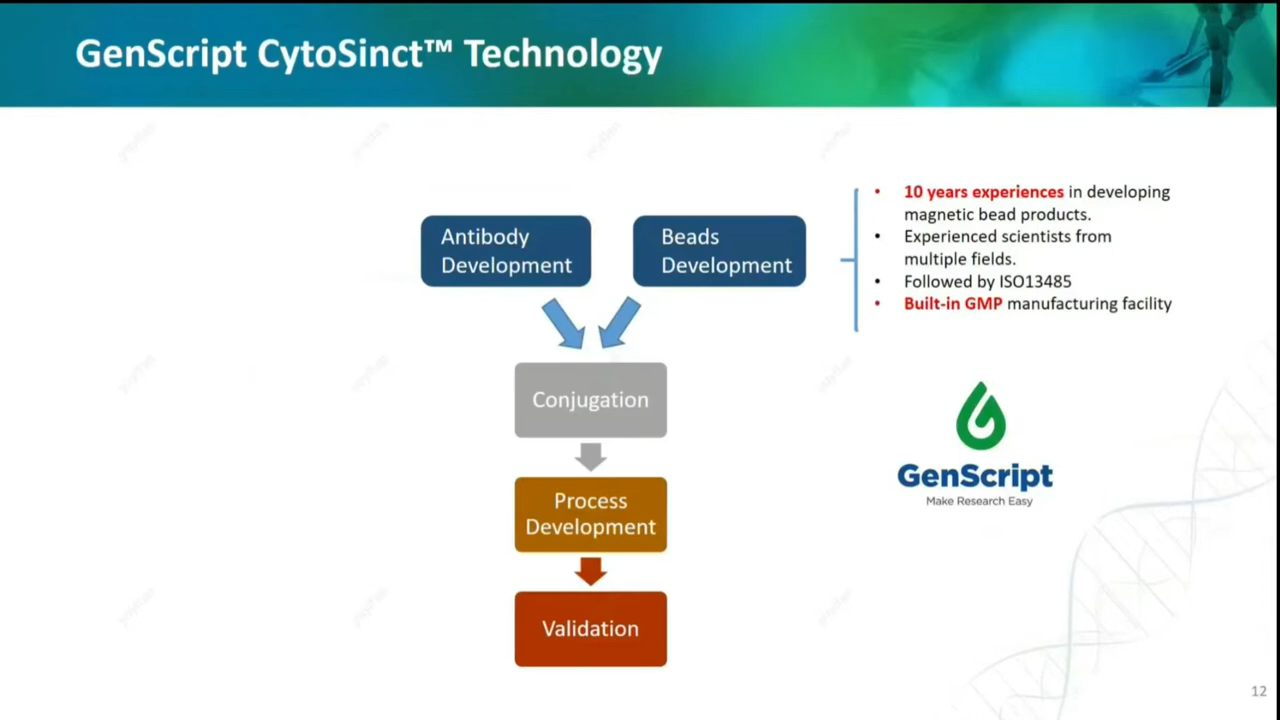 GenScript CytoSinct™ Technology
Antibody
Development
Beads
Development
• 10 years experiences in developing
magnetic bead products.
• Experienced scientists from
multiple fields.
• Followed by ISO13485
• Built-in GMP manufacturing facility
Conjugation
Process
Development
Validation
GenScript
Make Research Easy
12